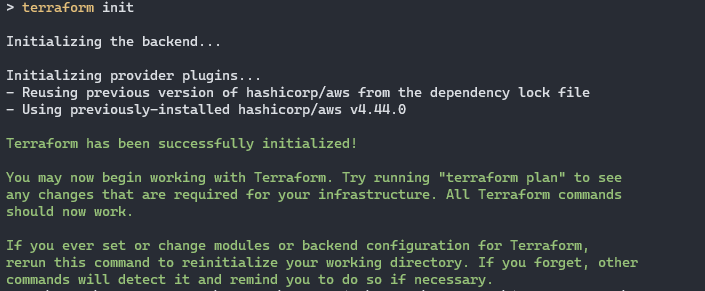 > terraform init
Initializing the backend...
Initializing provider plugins...
- Reusing previous version of hashicorp/aws from the dependency lock file
- Using previously-installed hashicorp/aws v4.44.0
Terraform has been successfully initialized!
You may now begin working with Terraform. Try running "terraform plan" to see
any changes that are required for your infrastructure. All Terraform commands
should now work.
If you ever set or change modules or backend configuration for Terraform,
rerun this command to reinitialize your working directory. If you forget, other
commands will detect it and remind you to do so if necessary.